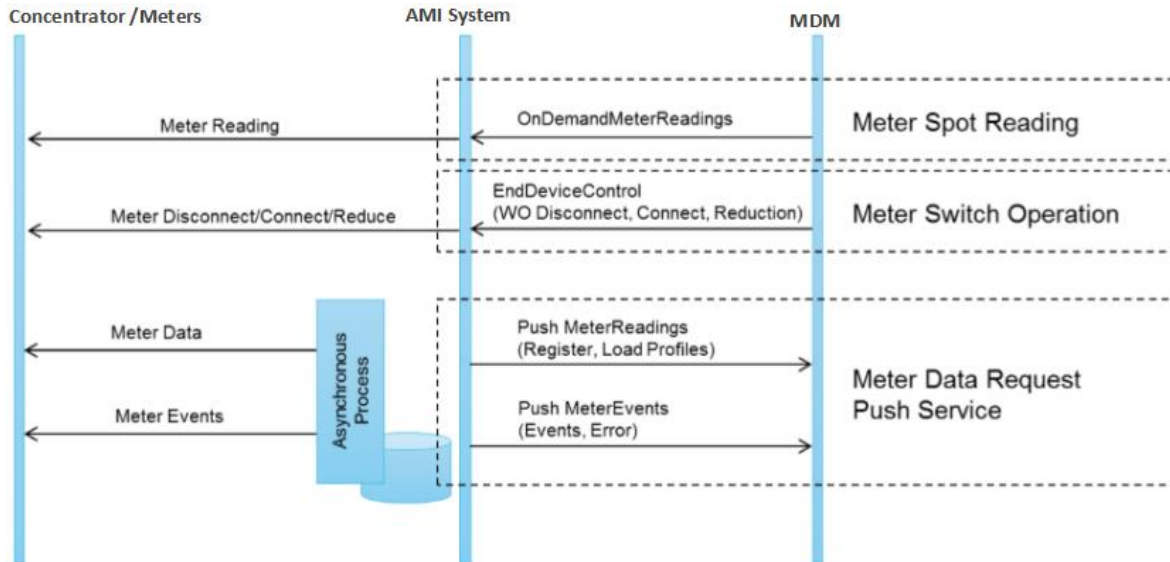 Concentrator /Meters
AMI System
MDM
Meter Reading
OnDemandMeterReadings
Meter Spot Reading
Meter Disconnect/Connect/Reduce
EndDeviceControl
(WO Disconnect, Connect, Reduction)
Meter Switch Operation
Meter Data
Meter Events
Asynchronous
Process
Push MeterReadings
(Register, Load Profiles)
Push MeterEvents
(Events, Error)
Meter Data Request
Push Service